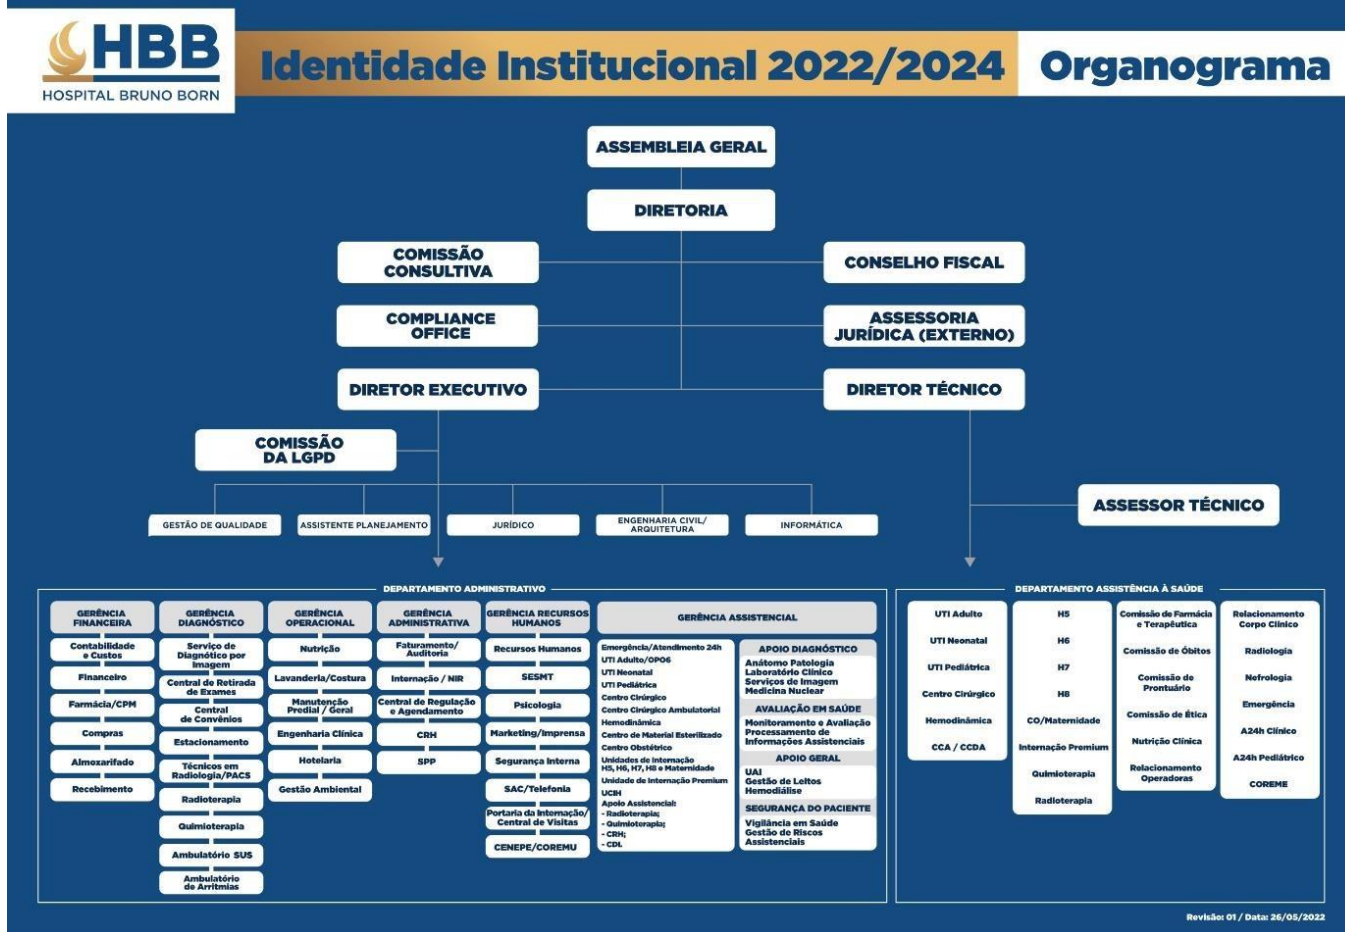 HBB
HOSPITAL BRUNO BORN
Identidade Institucional 2022/2024
Organograma
ASSEMBLEIA GERAL
DIRETORIA
COMISSÃO
CONSULTIVA
CONSELHO FISCAL
COMPLIANCE
OFFICE
ASSESSORIA
JURÍDICA (EXTERNO)
DIRETOR EXECUTIVO
DIRETOR TÉCNICO
COMISSÃO
DA LGPD
ASSESSOR TÉCNICO
GESTÃO DE QUALIDADE
ASSISTENTE PLANEJAMENTO
JURÍDICO
ENGENHARIA CIVIL/
ARQUITETURA
INFORMÁTICA
DEPARTAMENTO ADMINISTRATIVO
GERÊNCIA
FINANCEIRA
Contabilidade
e Custos
Financeiro
Farmácia/CPM
Compras
Almoxarifado
Recebimento
GERÊNCIA
DIAGNÓSTICO
Serviço de
Diagnóstico por
Imagem
Central de Retirada
de Exames
Central
de Convênios
Estacionamento
Técnicos em
Radiologia/PACS
Radioterapia
Quimioterapia
Ambulatório SUS
Ambulatório
de Arritmias
GERÊNCIA
OPERACIONAL
Nutrição
Lavanderia/Costura
Manutenção
Predial / Geral
Engenharia Clínica
Hotelaria
Gestão Ambiental
GERÊNCIA
ADMINISTRATIVA
Faturamento/
Auditoria
Internação / NIR
Central de Regulação
e Agendamento
CRH
SPP
GERÊNCIA RECURSOS
HUMANOS
Recursos Humanos
SESMT
Psicologia
Marketing/Imprensa
Segurança Interna
SAC/Telefonia
Portaria da Internação/
Central de Visitas
CENEPE/COREMU
GERÊNCIA ASSISTENCIAL
Emergência/Atendimento 24h
UTI Adulto/OPO6
UTI Neonatal
UTI Pediátrica
Centro Cirúrgico
Centro Cirúrgico Ambulatorial
Hemodinâmica
Centro de Material Esterilizado
Centro Obstétrico
Unidades de Internação
H5, H6, H7, H8 e Maternidade
Unidade de Internação Premium
UCIH
Apoio Assistencial:
- Radioterapia;
- Quimioterapia;
- CRH;
- CDL
APOIO DIAGNÓSTICO
Anátomo Patologia
Laboratório Clínico
Serviços de Imagem
Medicina Nuclear
AVALIAÇÃO EM SAÚDE
Monitoramento e Avaliação
Processamento de
Informações Assistenciais
APOIO GERAL
UAI
Gestão de Leitos
Hemodiálise
SEGURANÇA DO PACIENTE
Vigilância em Saúde
Gestão de Riscos
Assistenciais
DEPARTAMENTO ASSISTÊNCIA À SAÚDE
UTI Adulto
UTI Neonatal
UTI Pediátrica
Centro Cirúrgico
Hemodinâmica
CCA / CCDA
H5
H6
H7
H8
CO/Maternidade
Internação Premium
Quimioterapia
Radioterapia
Comissão de Farmácia
e Terapêutica
Comissão de Óbitos
Comissão de
Prontuário
Comissão de Ética
Nutrição Clínica
Relacionamento
Operadoras
Relacionamento
Corpo Clínico
Radiologia
Nefrologia
Emergência
A24h Clínico
A24h Pediátrico
COREME
Revisão: 01 / Data: 26/05/2022